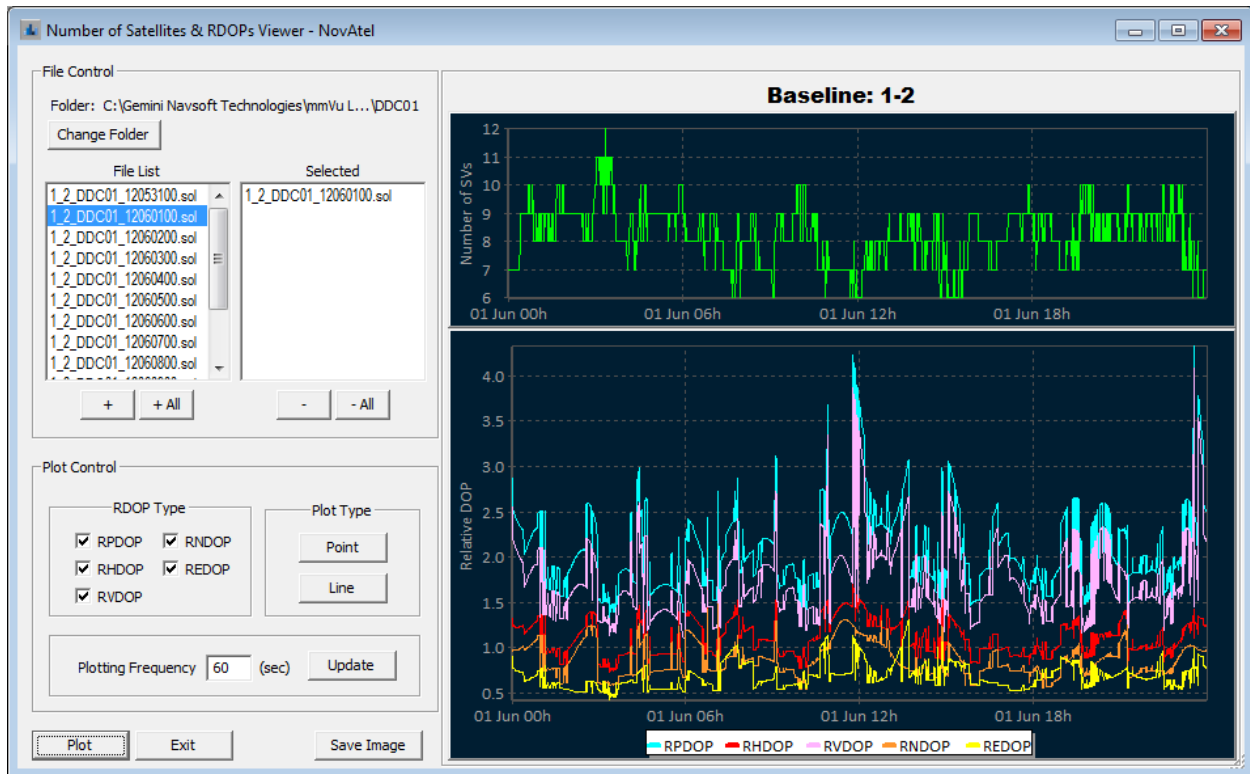 Number of Satellites & RDOPs Viewer - NovAtel
File Control
Folder: C:\Gemini Navsoft Technologies\mmVu L...\DDC01
Change Folder
File List
Selected
1_2_DDC01_12053100.sol
1_2_DDC01_12060100.sol
1_2_DDC01_12060200.sol
1_2_DDC01_12060300.sol
1_2_DDC01_12060400.sol
1_2_DDC01_12060500.sol
1_2_DDC01_12060600.sol
1_2_DDC01_12060700.sol
1_2_DDC01_12060800.sol
1_2_DDC01_12060100.sol
+
+ All
-
- All
Plot Control
RDOP Type
RPDOP
RNDOP
RHDOP
REDOP
RVDOP
Plot Type
Point
Line
Plotting Frequency 60 (sec)
Update
Plot
Exit
Save Image
Baseline: 1-2
Number of SVs
12
11
10
9
8
7
6
01 Jun 00h
01 Jun 06h
01 Jun 12h
01 Jun 18h
Relative DOP
4.0
3.5
3.0
2.5
2.0
1.5
1.0
0.5
01 Jun 00h
01 Jun 06h
01 Jun 12h
01 Jun 18h
RPDOP
RHDOP
RVDOP
RNDOP
REDOP